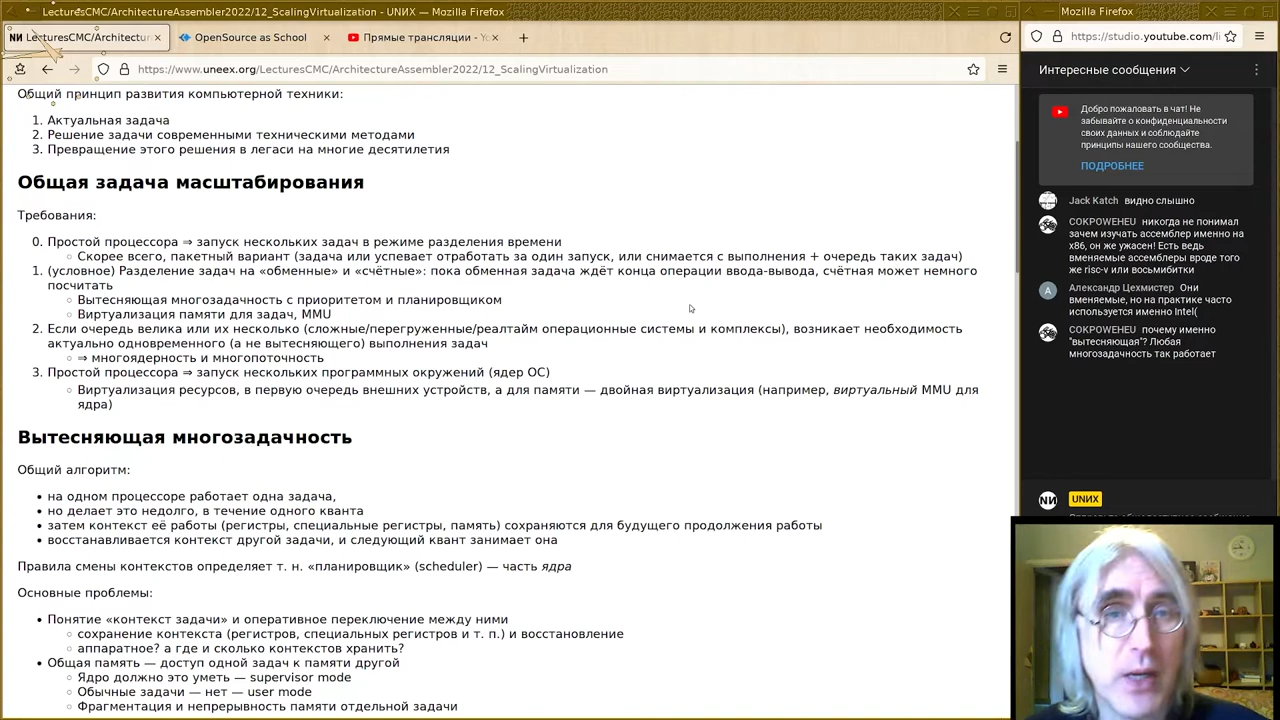 LecturesCMC/ArchitectureAssembler2022/12_ScalingVirtualization - UNИX — Mozilla Firefox
Mozilla Firefox
LecturesCMC/Architecture
OpenSource as School
Прямые трансляции - Yo
https://www.uneex.org/LecturesCMC/ArchitectureAssembler2022/12_ScalingVirtualization
https://studio.youtube.com/li
Общий принцип развития компьютерной техники:
1. Актуальная задача
2. Решение задачи современными техническими методами
3. Превращение этого решения в легаси на многие десятилетия
Общая задача масштабирования
Требования:
0. Простой процессора ⇒ запуск нескольких задач в режиме разделения времени
Скорее всего, пакетный вариант (задача или успевает отработать за один запуск, или снимается с выполнения + очередь таких задач)
1. (условное) Разделение задач на «обменные» и «счётные»: пока обменная задача ждёт конца операции ввода-вывода, счётная может немного
посчитать
Вытесняющая многозадачность с приоритетом и планировщиком
Виртуализация памяти для задач, MMU
2. Если очередь велика или их несколько (сложные/перегруженные/реалтайм операционные системы и комплексы), возникает необходимость
актуально одновременного (а не вытесняющего) выполнения задач
⇒ многоядерность и многопоточность
3. Простой процессора ⇒ запуск нескольких программных окружений (ядер ОС)
Виртуализация ресурсов, в первую очередь внешних устройств, а для памяти — двойная виртуализация (например, виртуальный MMU для
ядра)
Вытесняющая многозадачность
Общий алгоритм:
на одном процессоре работает одна задача,
но делает это недолго, в течение одного кванта
затем контекст её работы (регистры, специальные регистры, память) сохраняются для будущего продолжения работы
восстанавливается контекст другой задачи, и следующий квант занимает она
Правила смены контекстов определяет т. н. «планировщик» (scheduler) — часть ядра
Основные проблемы:
Понятие «контекст задачи» и оперативное переключение между ними
сохранение контекста (регистров, специальных регистров и т. п.) и восстановление
аппаратное? а где и сколько контекстов хранить?
Общая память — доступ одной задач к памяти другой
Ядро должно это уметь — supervisor mode
Обычные задачи — нет — user mode
Фрагментация и непрерывность памяти отдельной задачи
Интересные сообщения
Добро пожаловать в чат! Не
забывайте о конфиденциальности
своих данных и соблюдайте
принципы нашего сообщества.
ПОДРОБНЕЕ
Jack Katch видно слышно
COKPOWEHEU никогда не понимал
зачем изучать ассемблер именно на
x86, он же ужасен! Есть ведь
вменяемые ассемблеры вроде того
же risc-v или восьмибитки
Александр Цехмистер Они
вменяемые, но на практике часто
используется именно Intel(
COKPOWEHEU почему именно
"вытесняющая"? Любая
многозадачность так работает
UNИX